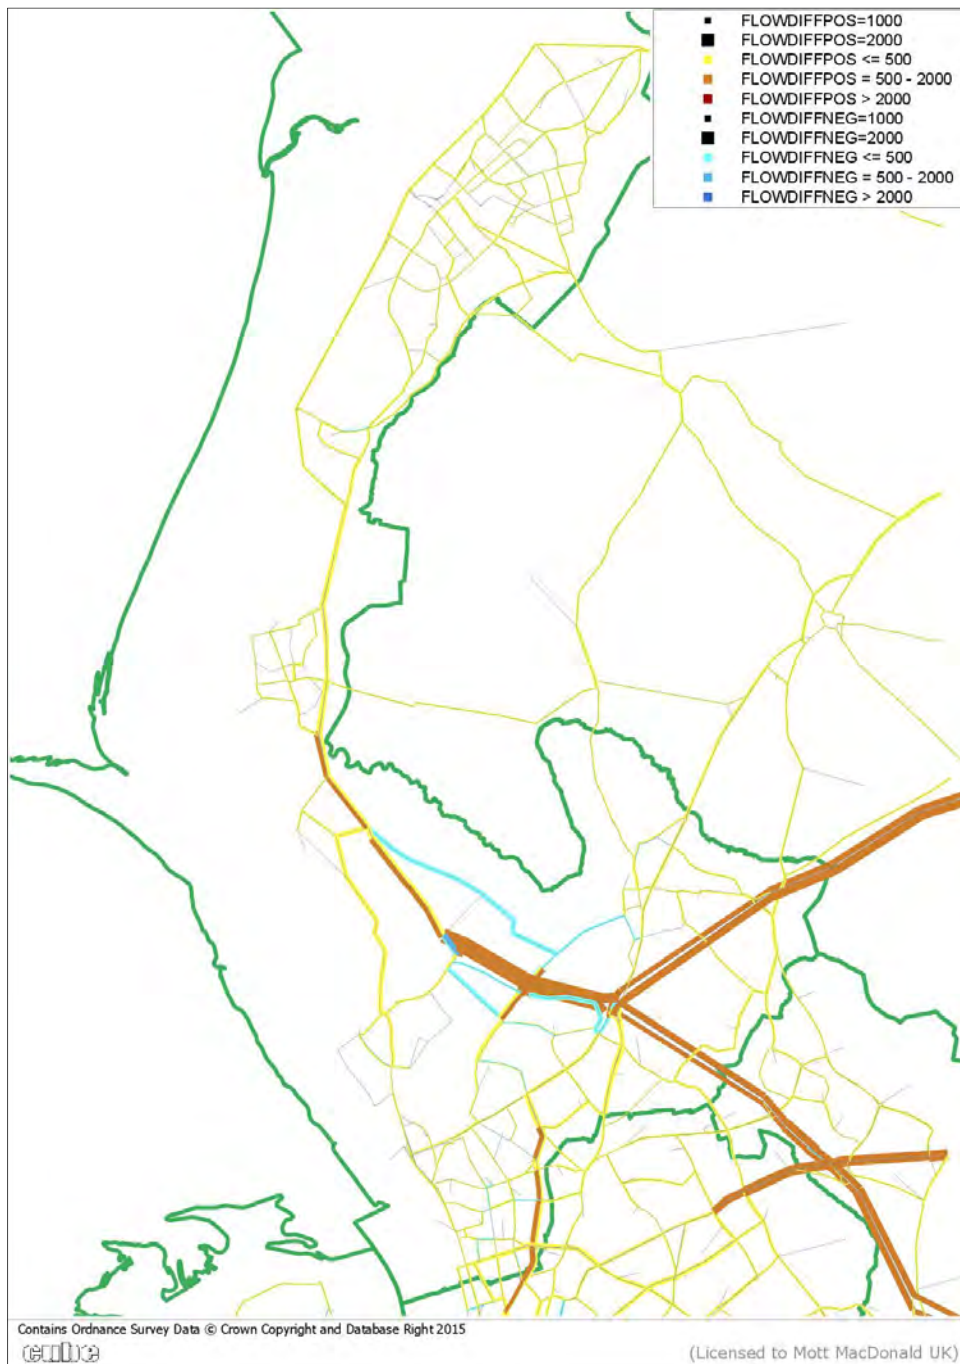 FLOWDIFFPOS=1000
FLOWDIFFPOS=2000
FLOWDIFFPOS <= 500
FLOWDIFFPOS = 500 - 2000
FLOWDIFFPOS > 2000
FLOWDIFFNEG=1000
FLOWDIFFNEG=2000
FLOWDIFFNEG <= 500
FLOWDIFFNEG = 500 - 2000
FLOWDIFFNEG > 2000
Contains Ordnance Survey Data © Crown Copyright and Database Right 2015
cube
(Licensed to Mott MacDonald UK)